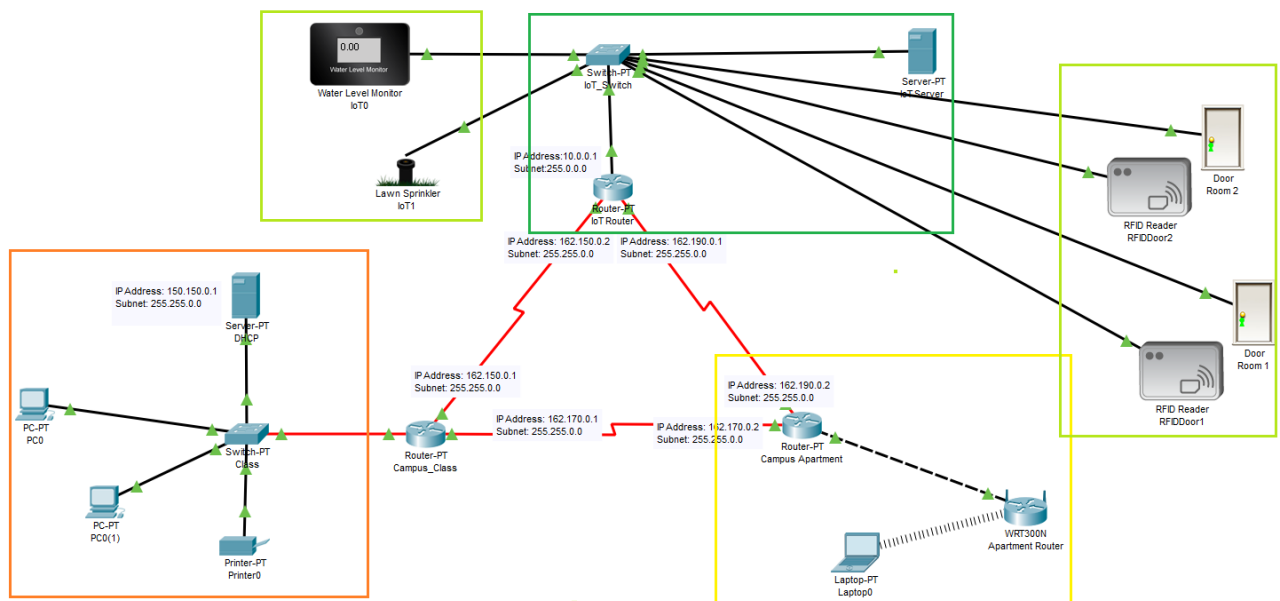 0.00
Water Level Monitor
Water Level Monitor
IoT0
Switch-PT
IoT_Switch
Server-PT
IoT Server
Door
Room 2
RFID Reader
RFIDDoor2
IP Address:10.0.0.1
Subnet:255.0.0.0
Lawn Sprinkler
IoT1
Router-PT
IoT Router
IP Address: 162.150.0.2
Subnet: 255.255.0.0
IP Address: 162.190.0.1
Subnet: 255.255.0.0
IP Address: 150.150.0.1
Subnet: 255.255.0.0
Server-PT
DHCP
Door
Room 1
RFID Reader
RFIDDoor1
IP Address: 162.150.0.1
Subnet: 255.255.0.0
IP Address: 162.190.0.2
Subnet: 255.255.0.0
PC-PT
PC0
Switch-PT
Class
IP Address: 162.170.0.1
Subnet: 255.255.0.0
IP Address: 162.170.0.2
Subnet: 255.255.0.0
Router-PT
Campus_Class
Router-PT
Campus Apartment
PC-PT
PC0(1)
Printer-PT
Printer0
WRT300N
Apartment Router
Laptop-PT
Laptop0